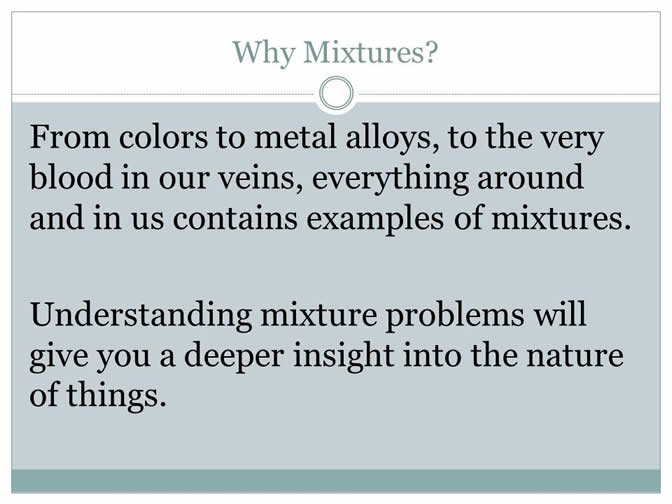 Why Mixtures?
From colors to metal alloys, to the very
blood in our veins, everything around
and in us contains examples of mixtures.
Understanding mixture problems will
give you a deeper insight into the nature
of things.